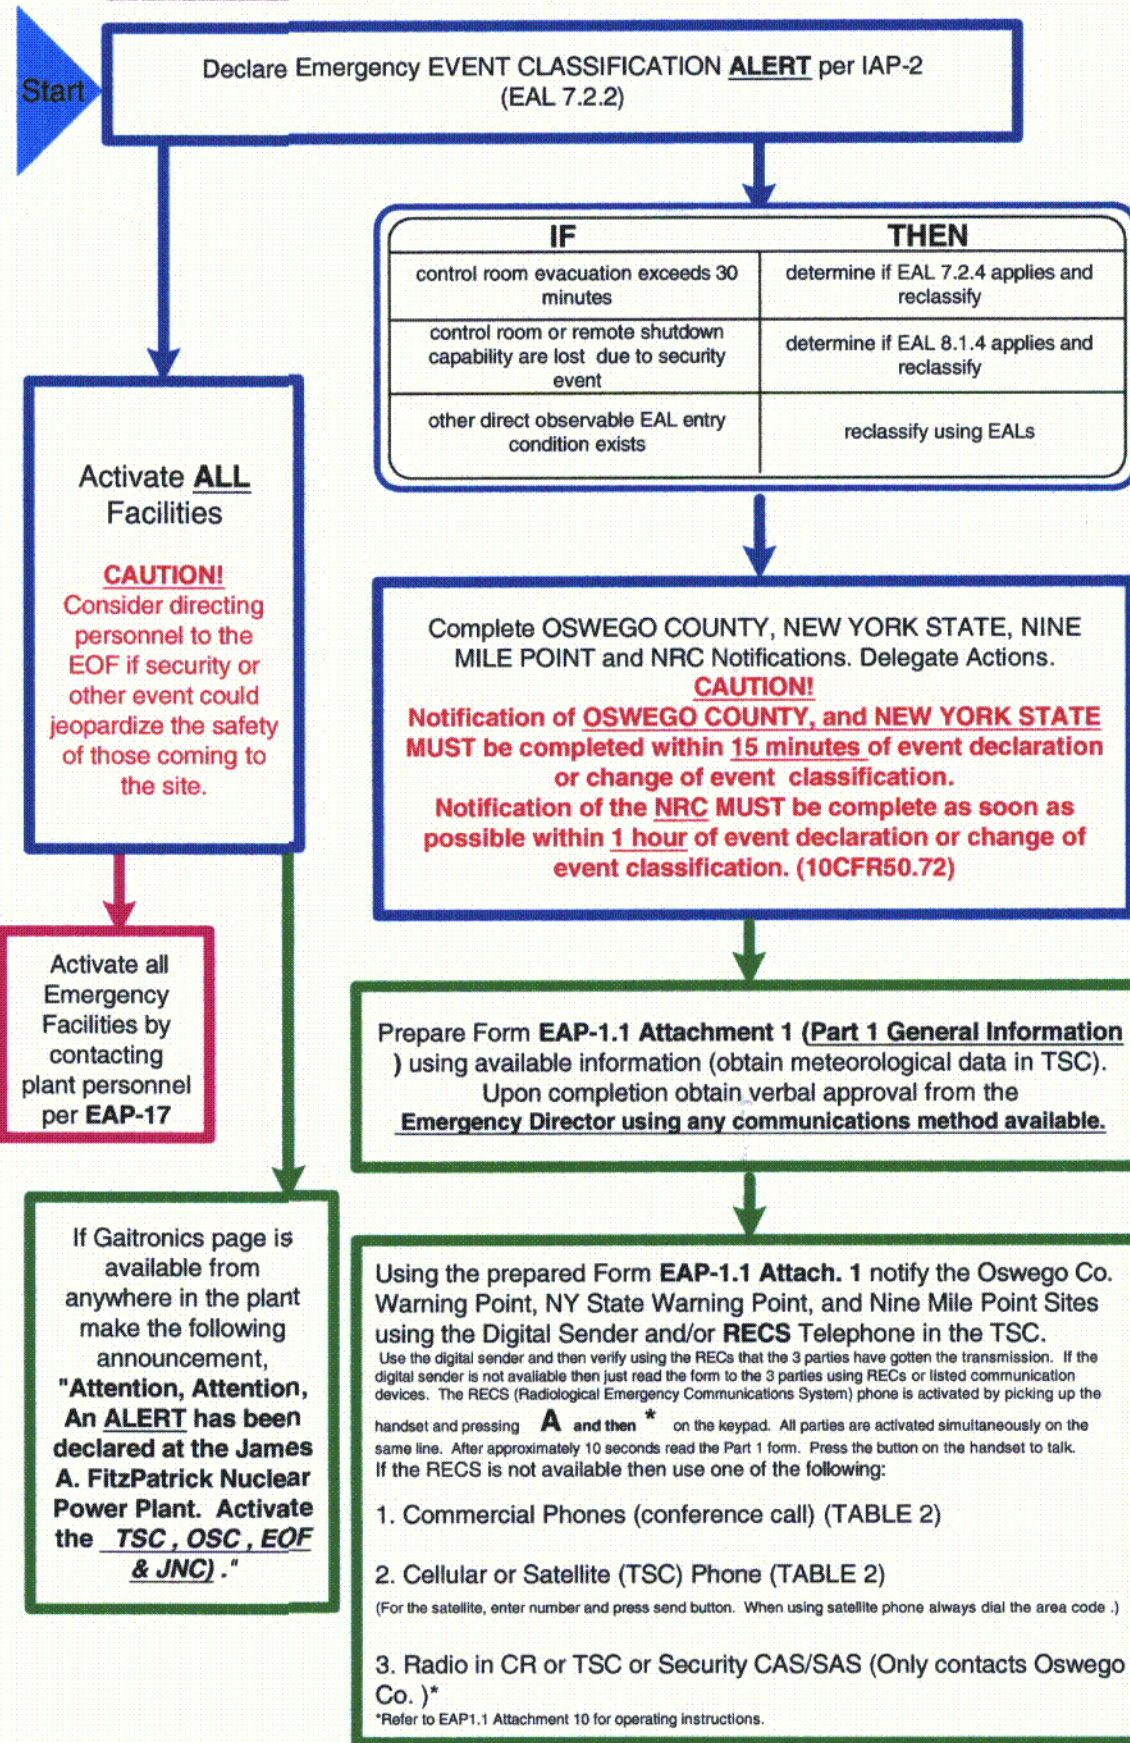 Start
Declare Emergency EVENT CLASSIFICATION ALERT per IAP-2
(EAL 7.2.2)
IF
THEN
control room evacuation exceeds 30
minutes
determine if EAL 7.2.4 applies and
reclassify
control room or remote shutdown
capability are lost due to security
event
determine if EAL 8.1.4 applies and
reclassify
other direct observable EAL entry
condition exists
reclassify using EALs
Activate ALL
Facilities
CAUTION!
Consider directing
personnel to the
EOF if security or
other event could
jeopardize the safety
of those coming to
the site.
Complete OSWEGO COUNTY, NEW YORK STATE, NINE
MILE POINT and NRC Notifications. Delegate Actions.
CAUTION!
Notification of OSWEGO COUNTY, and NEW YORK STATE
MUST be completed within 15 minutes of event declaration
or change of event classification.
Notification of the NRC MUST be complete as soon as
possible within 1 hour of event declaration or change of
event classification. (10CFR50.72)
Activate all
Emergency
Facilities by
contacting
plant personnel
per EAP-17
Prepare Form EAP-1.1 Attachment 1 (Part 1 General Information
) using available information (obtain meteorological data in TSC).
Upon completion obtain verbal approval from the
Emergency Director using any communications method available.
If Gaitronics page is
available from
anywhere in the plant
make the following
announcement,
"Attention, Attention,
An ALERT has been
declared at the James
A. FitzPatrick Nuclear
Power Plant. Activate
the TSC , OSC , EOF
& JNC) ."
Using the prepared Form EAP-1.1 Attach. 1 notify the Oswego Co.
Warning Point, NY State Warning Point, and Nine Mile Point Sites
using the Digital Sender and/or RECS Telephone in the TSC.
Use the digital sender and then verify using the RECs that the 3 parties have gotten the transmission. If the
digital sender is not available then just read the form to the 3 parties using RECs or listed communication
devices. The RECS (Radiological Emergency Communications System) phone is activated by picking up the
handset and pressing A and then * on the keypad. All parties are activated simultaneously on the
same line. After approximately 10 seconds read the Part 1 form. Press the button on the handset to talk.
If the RECS is not available then use one of the following:
1. Commercial Phones (conference call) (TABLE 2)
2. Cellular or Satellite (TSC) Phone (TABLE 2)
(For the satellite, enter number and press send button. When using satellite phone always dial the area code .)
3. Radio in CR or TSC or Security CAS/SAS (Only contacts Oswego
Co. )*
*Refer to EAP1.1 Attachment 10 for operating instructions.